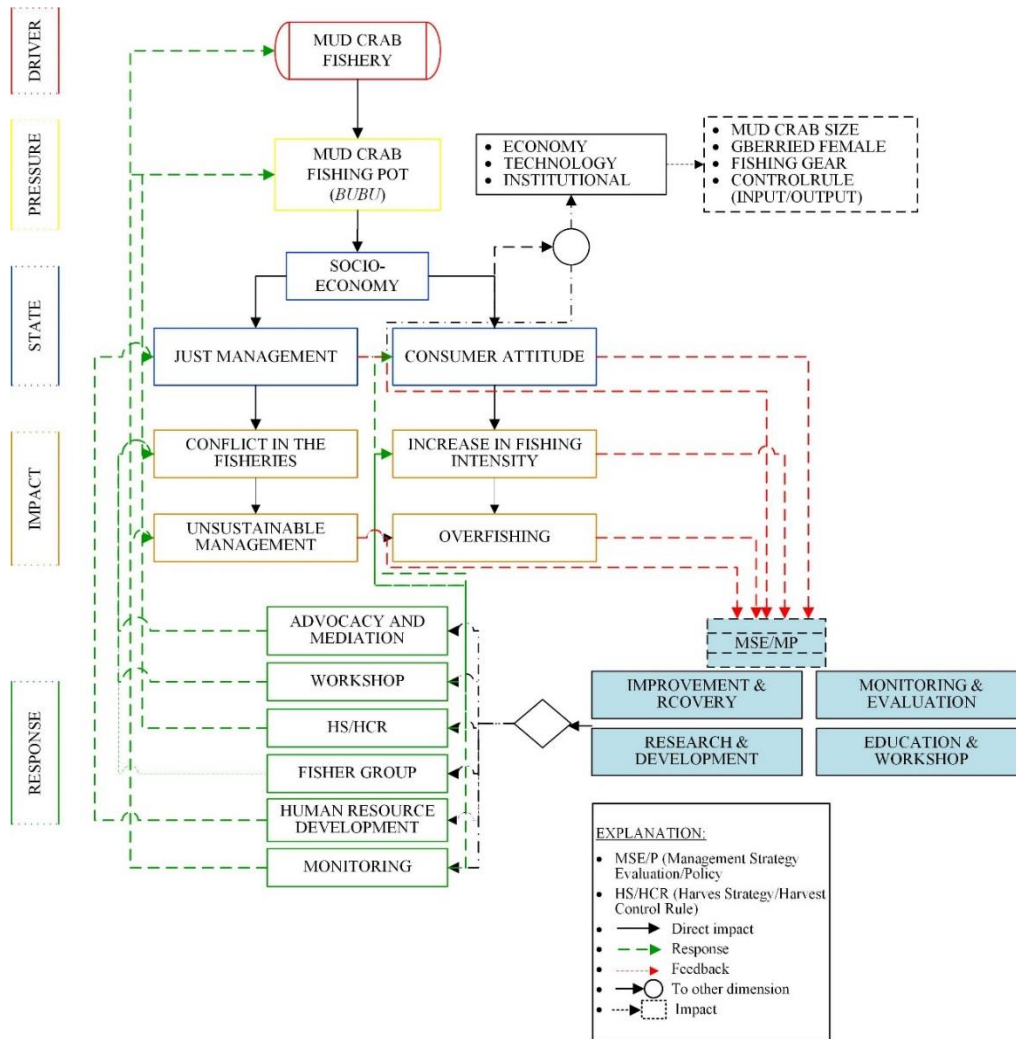 DRIVER
MUD CRAB
FISHERY
PRESSURE
MUD CRAB
FISHING POT
(BUBU)
• ECONOMY
• TECHNOLOGY
• INSTITUTIONAL
• MUD CRAB SIZE
• GBERRIED FEMALE
• FISHING GEAR
• CONTROLRULE
(INPUT/OUTPUT)
STATE
SOCIO-
ECONOMY
JUST MANAGEMENT
CONSUMER ATTITUDE
IMPACT
CONFLICT IN THE
FISHERIES
INCREASE IN FISHING
INTENSITY
UNSUSTAINABLE
MANAGEMENT
OVERFISHING
RESPONSE
ADVOCACY AND
MEDIATION
WORKSHOP
HS/HCR
FISHER GROUP
HUMAN RESOURCE
DEVELOPMENT
MONITORING
MSE/MP
IMPROVEMENT &
RCOVERY
MONITORING &
EVALUATION
RESEARCH &
DEVELOPMENT
EDUCATION &
WORKSHOP
EXPLANATION:
• MSE/P (Management Strategy
Evaluation/Policy
• HS/HCR (Harves Strategy/Harvest
Control Rule)
• Direct impact
• Response
• Feedback
• To other dimension
• Impact